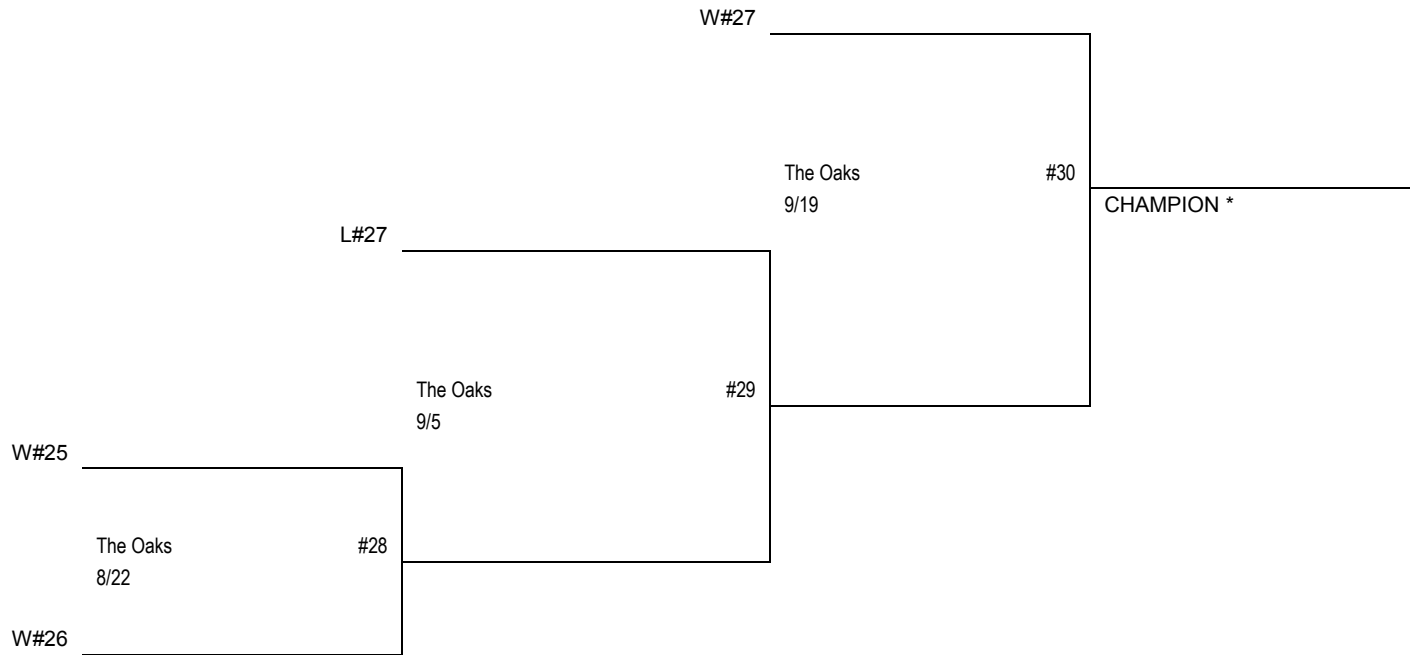 W#27
The Oaks #30
9/19
CHAMPION *
L#27
The Oaks #29
9/5
W#25
The Oaks #28
8/22
W#26